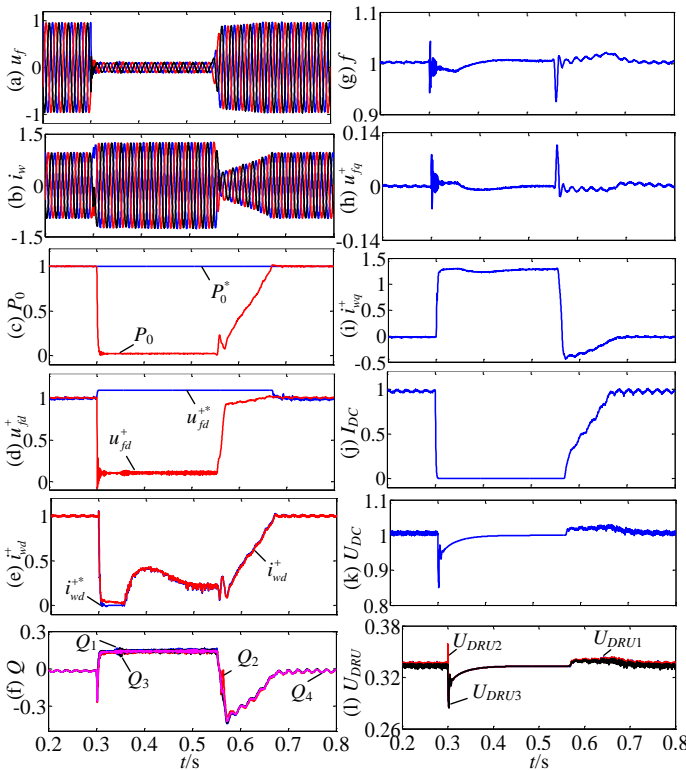 (a) u_f
1
0
-1
(b) i_w
1.5
0
-1.5
(c) P_0
1
0.5
0
P_0^*
P_0
(d) u_fd^+
1
0.5
0
u_fd^+*
u_fd^+
(e) i_wd^+
1
0.5
0
i_wd^+*
i_wd^+
(f) Q
0.3
0.0
-0.3
Q_1
Q_3
Q_2
Q_4
0.2 0.3 0.4 0.5 0.6 0.7 0.8
t/s
(g) f
1.1
1
0.9
(h) u_fq^+
0.14
0
-0.14
(i) i_wq^+
1.5
1
0
-0.5
(j) I_DC
1
0.5
0
(k) U_DC
1.1
1
0.9
0.8
(l) U_DRU
0.38
0.32
0.26
U_DRU2
U_DRU1
U_DRU3
0.2 0.3 0.4 0.5 0.6 0.7 0.8
t/s